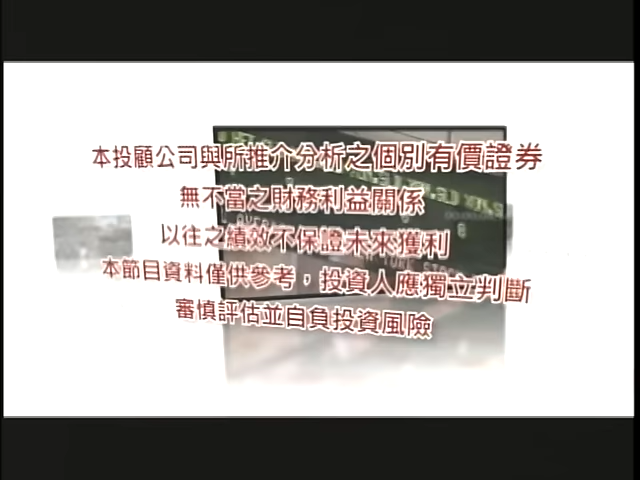 本投顧公司與所推介分析之個別有價證券
無不當之財務利益關係
以往之績效不保證未來獲利
本節目資料僅供參考，投資人應獨立判斷
審慎評估並自負投資風險